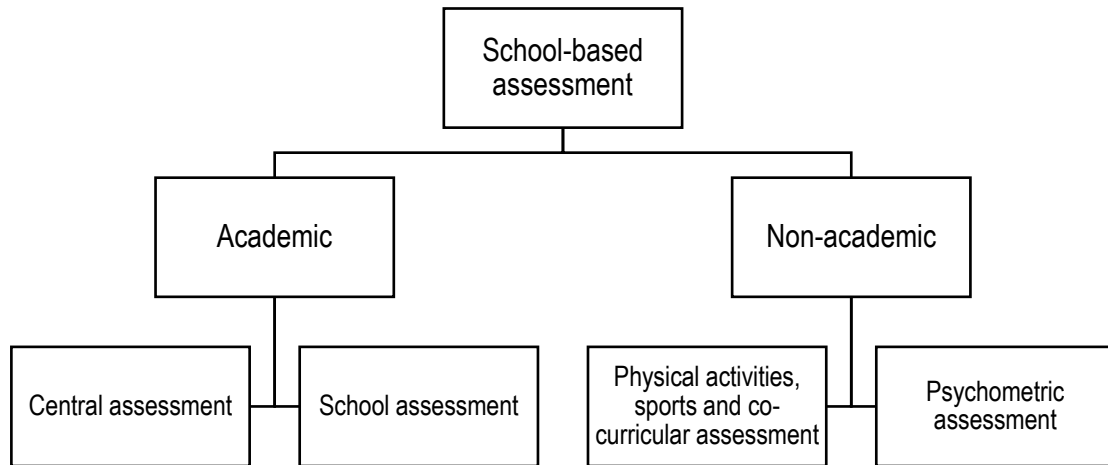 School-based
assessment
Academic
Non-academic
Central assessment
School assessment
Physical activities,
sports and co-
curricular assessment
Psychometric
assessment